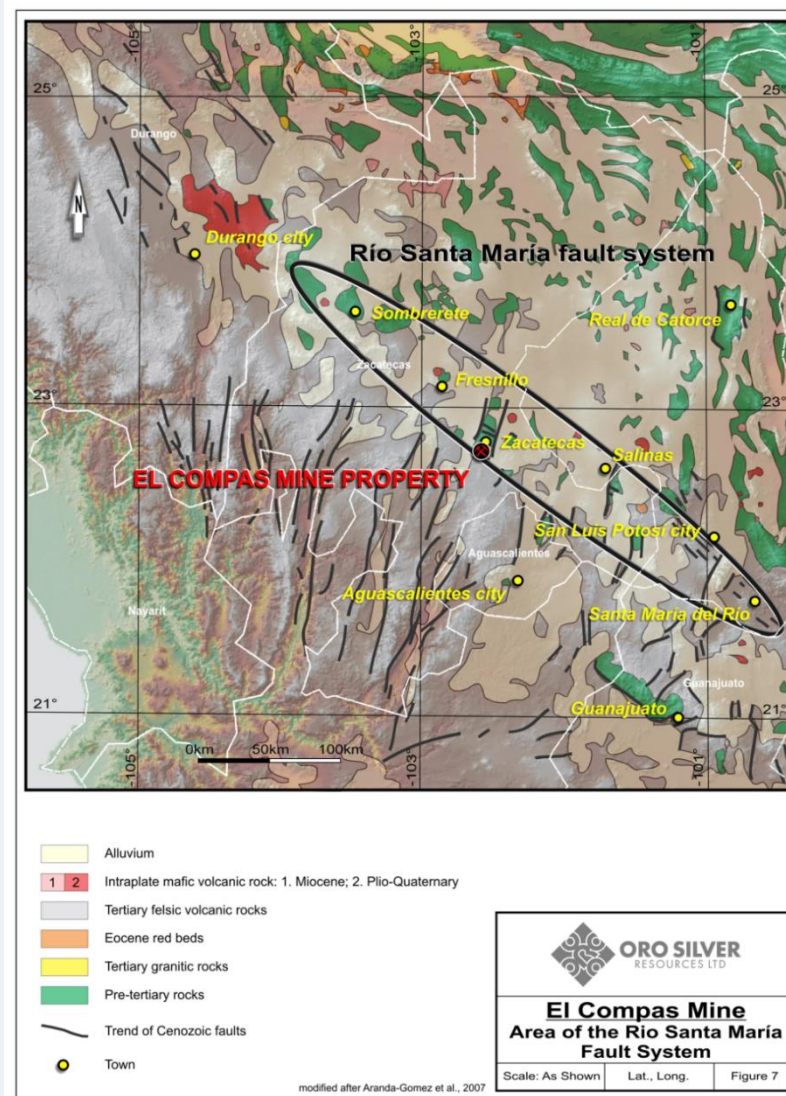 -105°
-103°
-101°
25°
25°
Durango
N
Durango city
Río Santa María fault system
Sombrerete
Real de Catorce
Zacatecas
Fresnillo
23°
23°
Zacatecas
Salinas
EL COMPAS MINE PROPERTY
San Luis Potosí city
Aguascalientes
Aguascalientes city
Santa María del Río
Nayarit
Guanajuato
Guanajuato
21°
21°
0km 50km 100km
-105°
-103°
-101°
Alluvium
1 2 Intraplate mafic volcanic rock: 1. Miocene; 2. Plio-Quaternary
Tertiary felsic volcanic rocks
Eocene red beds
Tertiary granitic rocks
Pre-tertiary rocks
Trend of Cenozoic faults
Town
modified after Aranda-Gomez et al., 2007
ORO SILVER
RESOURCES LTD
El Compas Mine
Area of the Rio Santa María
Fault System
Scale: As Shown Lat., Long. Figure 7